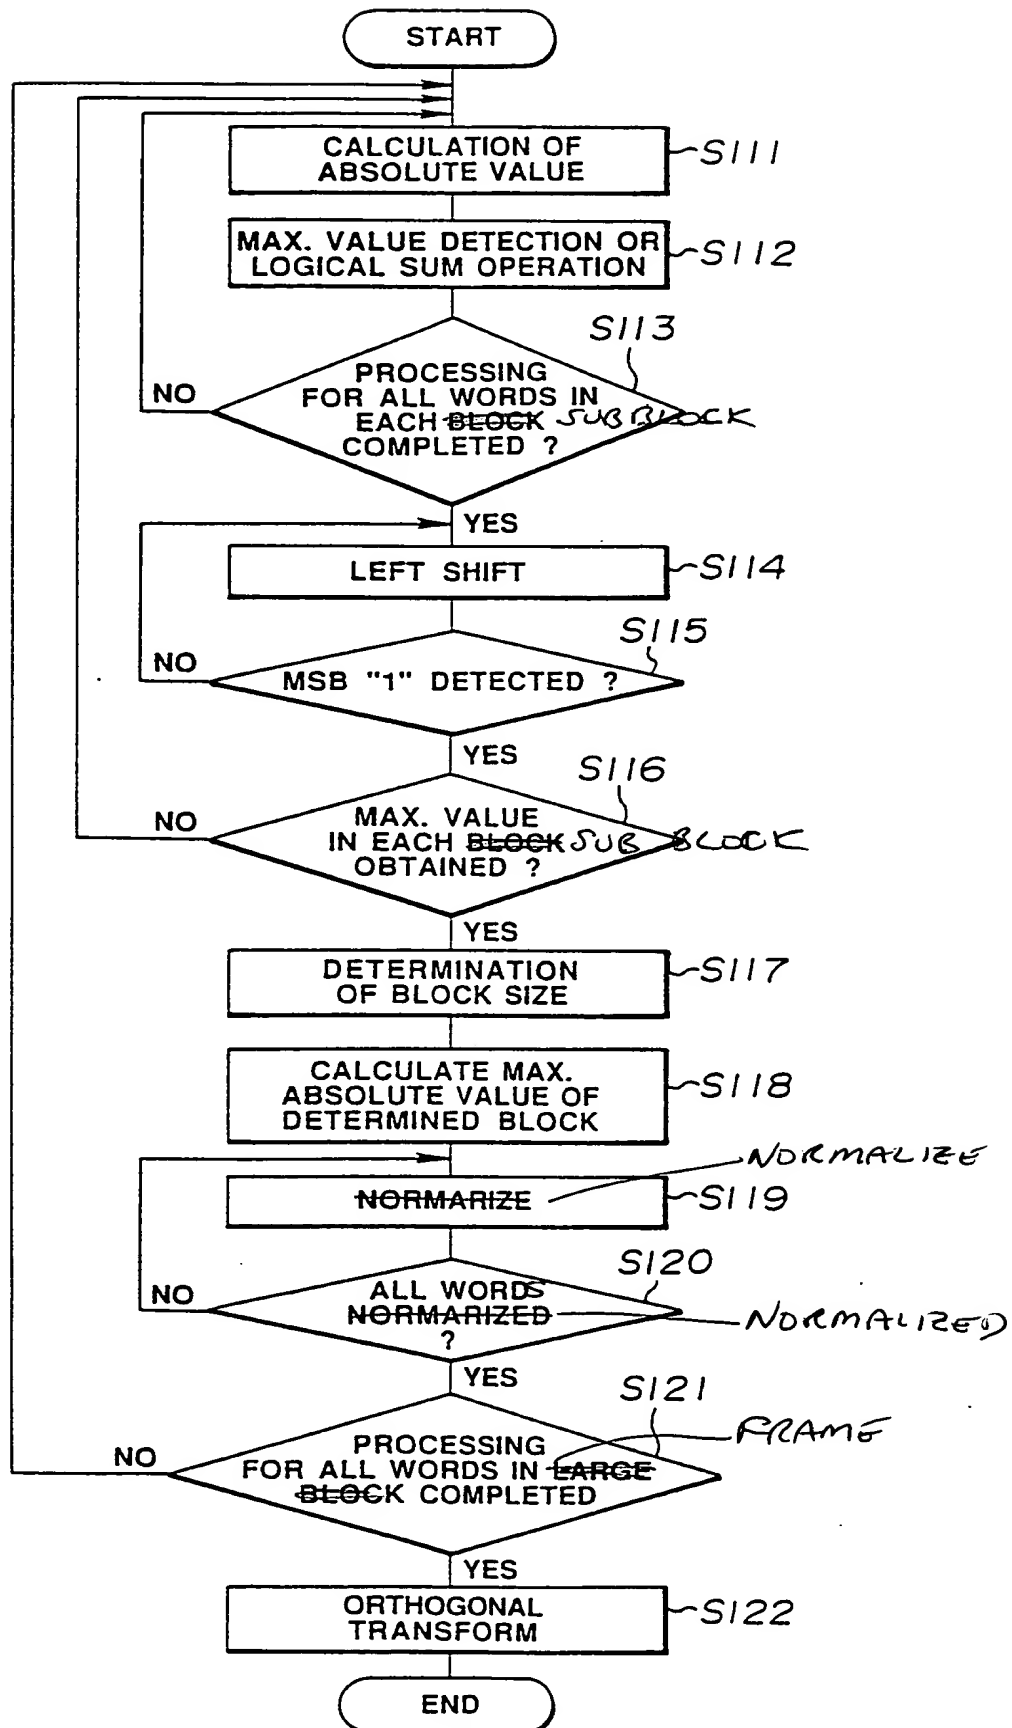 START
CALCULATION OF
ABSOLUTE VALUE
S111
MAX. VALUE DETECTION OR
LOGICAL SUM OPERATION
S112
S113
PROCESSING
FOR ALL WORDS IN
EACH BLOCK SUB BLOCK
COMPLETED ?
NO
YES
LEFT SHIFT
S114
S115
MSB "1" DETECTED ?
NO
YES
S116
MAX. VALUE
IN EACH BLOCK SUB BLOCK
OBTAINED ?
NO
YES
DETERMINATION
OF BLOCK SIZE
S117
CALCULATE MAX.
ABSOLUTE VALUE OF
DETERMINED BLOCK
S118
NORMALIZE
NORMARIZE
S119
S120
ALL WORDS
NORMARIZED
?
NORMALIZED
NO
YES
S121
FRAME
PROCESSING
FOR ALL WORDS IN LARGE
BLOCK COMPLETED
NO
YES
ORTHOGONAL
TRANSFORM
S122
END